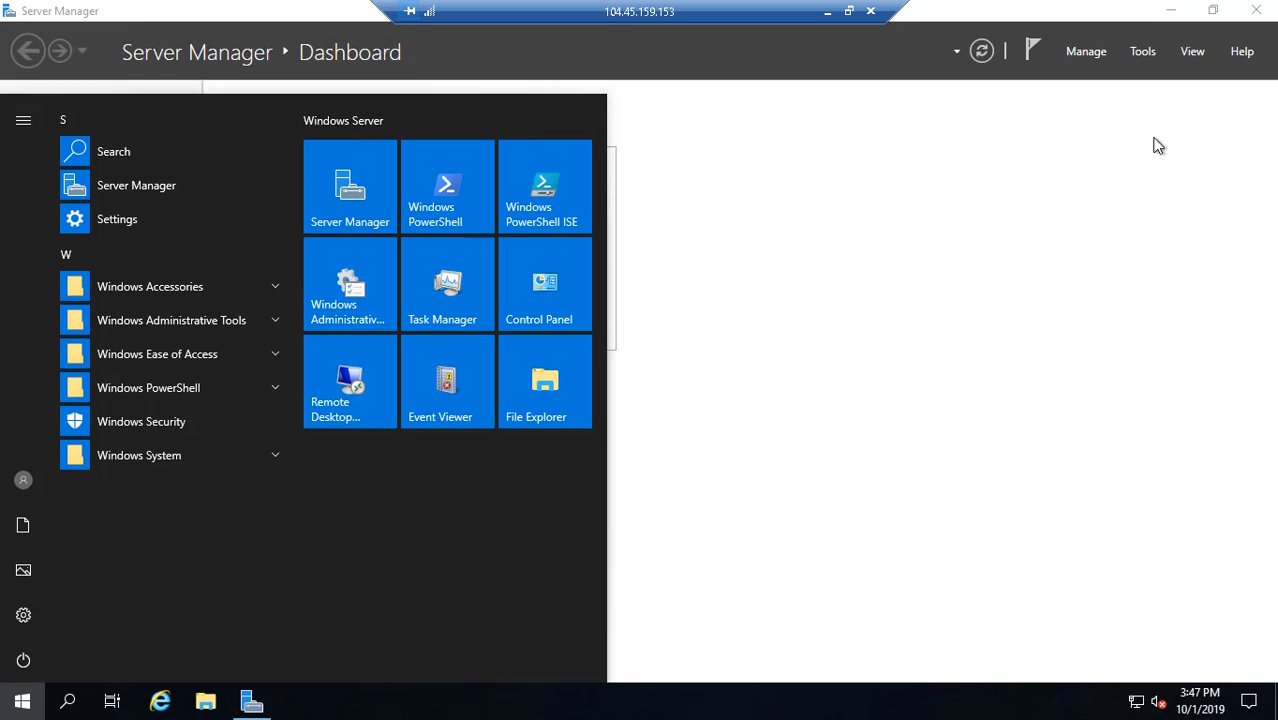 Server Manager
104.45.159.153
Server Manager ‣ Dashboard
Manage Tools View Help
S
Search
Server Manager
Settings
W
Windows Accessories
Windows Administrative Tools
Windows Ease of Access
Windows PowerShell
Windows Security
Windows System
Windows Server
Server Manager
Windows
PowerShell
Windows
PowerShell ISE
Windows
Administrativ...
Task Manager
Control Panel
Remote
Desktop...
Event Viewer
File Explorer
3:47 PM
10/1/2019